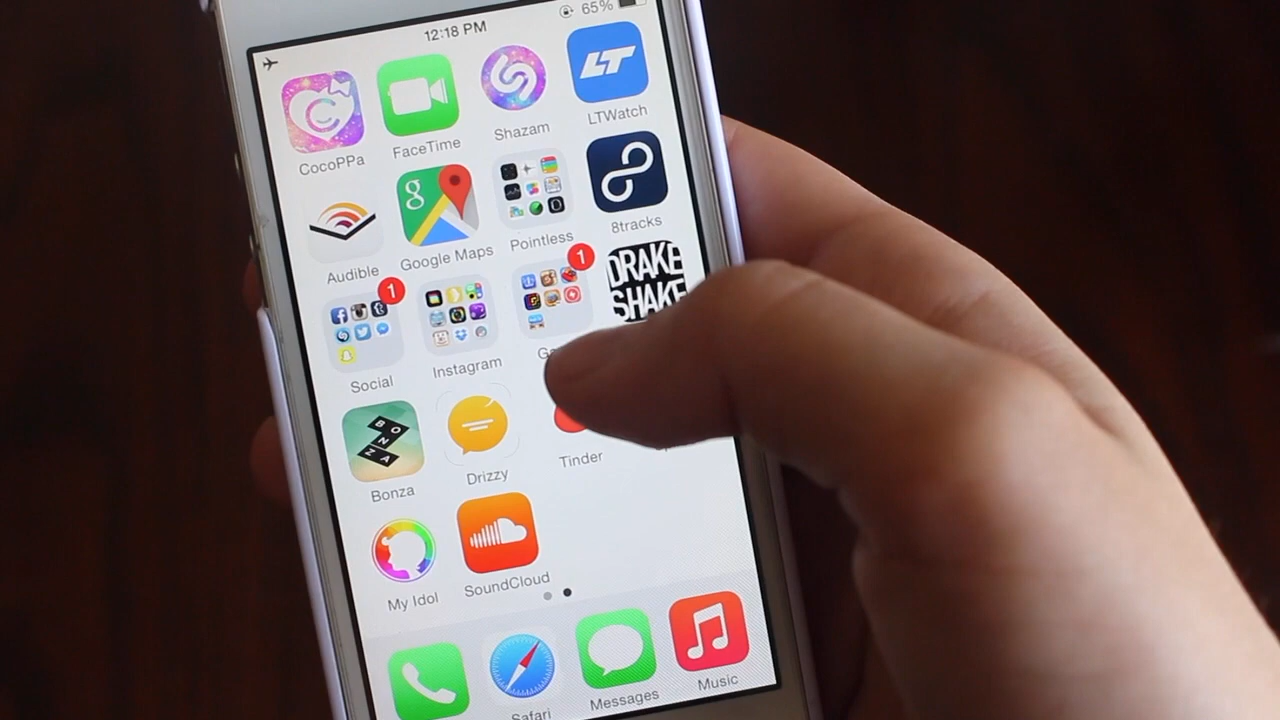 12:18 PM 65%
CocoPPa FaceTime Shazam LTWatch
LT
Audible Google Maps Pointless 8tracks
g
DRAKE
SHAKE
1 1
Social Instagram
BONZA
Bonza Drizzy Tinder
My Idol SoundCloud
Safari Messages Music